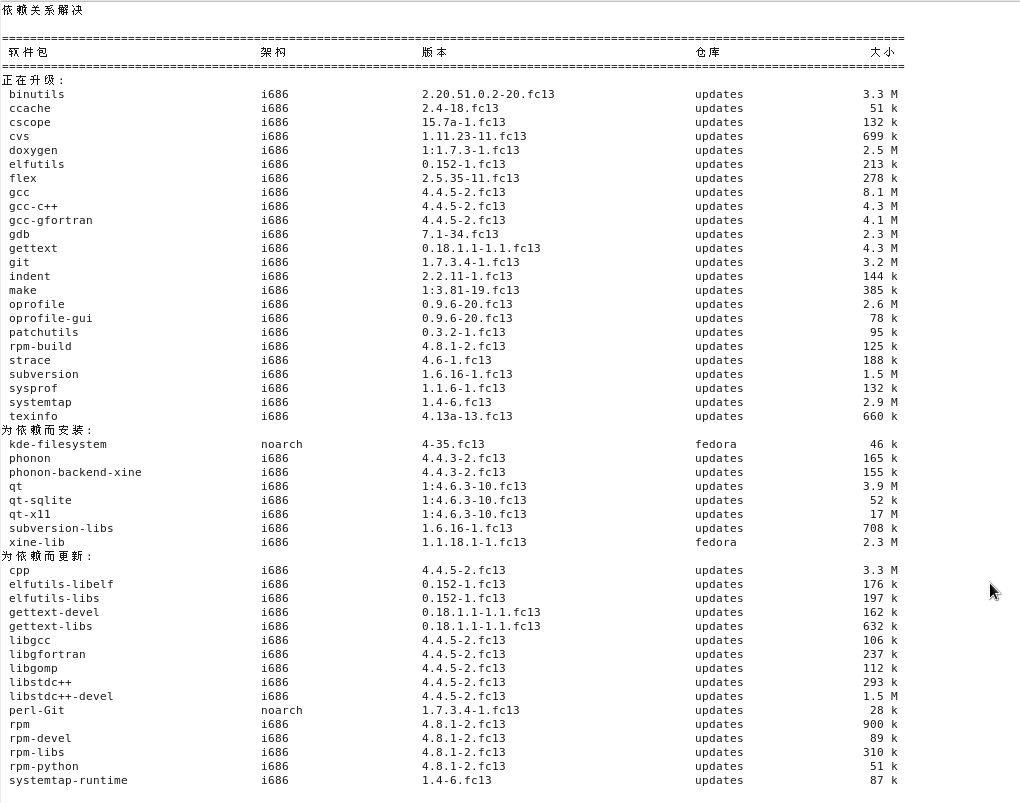 依赖关系解决
================================================================================
软件包 架构 版本 仓库 大小
================================================================================
正在升级:
binutils i686 2.20.51.0.2-20.fc13 updates 3.3 M
ccache i686 2.4-18.fc13 updates 51 k
cscope i686 15.7a-1.fc13 updates 132 k
cvs i686 1.11.23-11.fc13 updates 699 k
doxygen i686 1:1.7.3-1.fc13 updates 2.5 M
elfutils i686 0.152-1.fc13 updates 213 k
flex i686 2.5.35-11.fc13 updates 278 k
gcc i686 4.4.5-2.fc13 updates 8.1 M
gcc-c++ i686 4.4.5-2.fc13 updates 4.3 M
gcc-gfortran i686 4.4.5-2.fc13 updates 4.1 M
gdb i686 7.1-34.fc13 updates 2.3 M
gettext i686 0.18.1.1-1.1.fc13 updates 4.3 M
git i686 1.7.3.4-1.fc13 updates 3.2 M
indent i686 2.2.11-1.fc13 updates 144 k
make i686 1:3.81-19.fc13 updates 385 k
oprofile i686 0.9.6-20.fc13 updates 2.6 M
oprofile-gui i686 0.9.6-20.fc13 updates 78 k
patchutils i686 0.3.2-1.fc13 updates 95 k
rpm-build i686 4.8.1-2.fc13 updates 125 k
strace i686 4.6-1.fc13 updates 188 k
subversion i686 1.6.16-1.fc13 updates 1.5 M
sysprof i686 1.1.6-1.fc13 updates 132 k
systemtap i686 1.4-6.fc13 updates 2.9 M
texinfo i686 4.13a-13.fc13 updates 660 k
为依赖而安装:
kde-filesystem noarch 4-35.fc13 fedora 46 k
phonon i686 4.4.3-2.fc13 updates 165 k
phonon-backend-xine i686 4.4.3-2.fc13 updates 155 k
qt i686 1:4.6.3-10.fc13 updates 3.9 M
qt-sqlite i686 1:4.6.3-10.fc13 updates 52 k
qt-x11 i686 1:4.6.3-10.fc13 updates 17 M
subversion-libs i686 1.6.16-1.fc13 updates 708 k
xine-lib i686 1.1.18.1-1.fc13 fedora 2.3 M
为依赖而更新:
cpp i686 4.4.5-2.fc13 updates 3.3 M
elfutils-libelf i686 0.152-1.fc13 updates 176 k
elfutils-libs i686 0.152-1.fc13 updates 197 k
gettext-devel i686 0.18.1.1-1.1.fc13 updates 162 k
gettext-libs i686 0.18.1.1-1.1.fc13 updates 632 k
libgcc i686 4.4.5-2.fc13 updates 106 k
libgfortran i686 4.4.5-2.fc13 updates 237 k
libgomp i686 4.4.5-2.fc13 updates 112 k
libstdc++ i686 4.4.5-2.fc13 updates 293 k
libstdc++-devel i686 4.4.5-2.fc13 updates 1.5 M
perl-Git noarch 1.7.3.4-1.fc13 updates 28 k
rpm i686 4.8.1-2.fc13 updates 900 k
rpm-devel i686 4.8.1-2.fc13 updates 89 k
rpm-libs i686 4.8.1-2.fc13 updates 310 k
rpm-python i686 4.8.1-2.fc13 updates 51 k
systemtap-runtime i686 1.4-6.fc13 updates 87 k